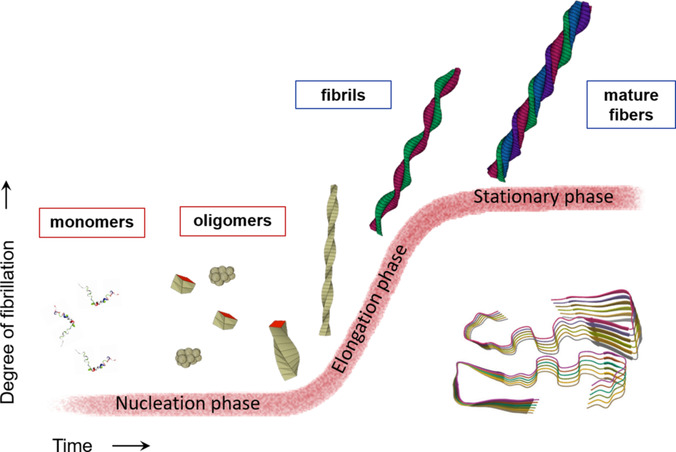 fibrils
mature
fibers
monomers
oligomers
Stationary phase
Elongation phase
Nucleation phase
Degree of fibrillation
Time